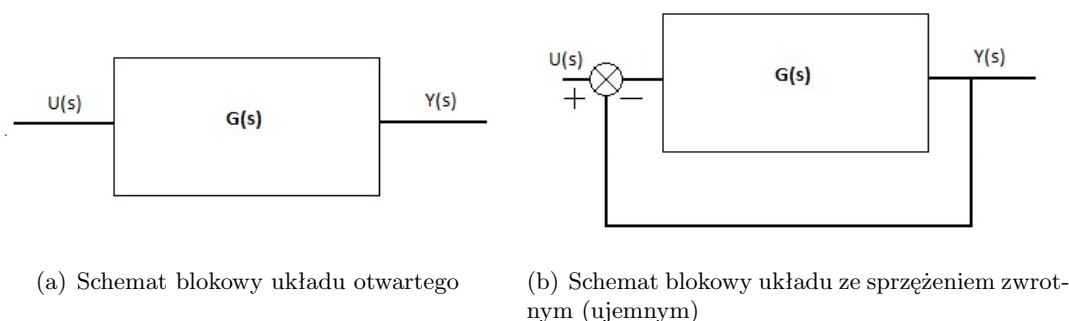 U(s)
G(s)
Y(s)
U(s)
+
−
G(s)
Y(s)
(a) Schemat blokowy układu otwartego
(b) Schemat blokowy układu ze sprzężeniem zwrot-
nym (ujemnym)